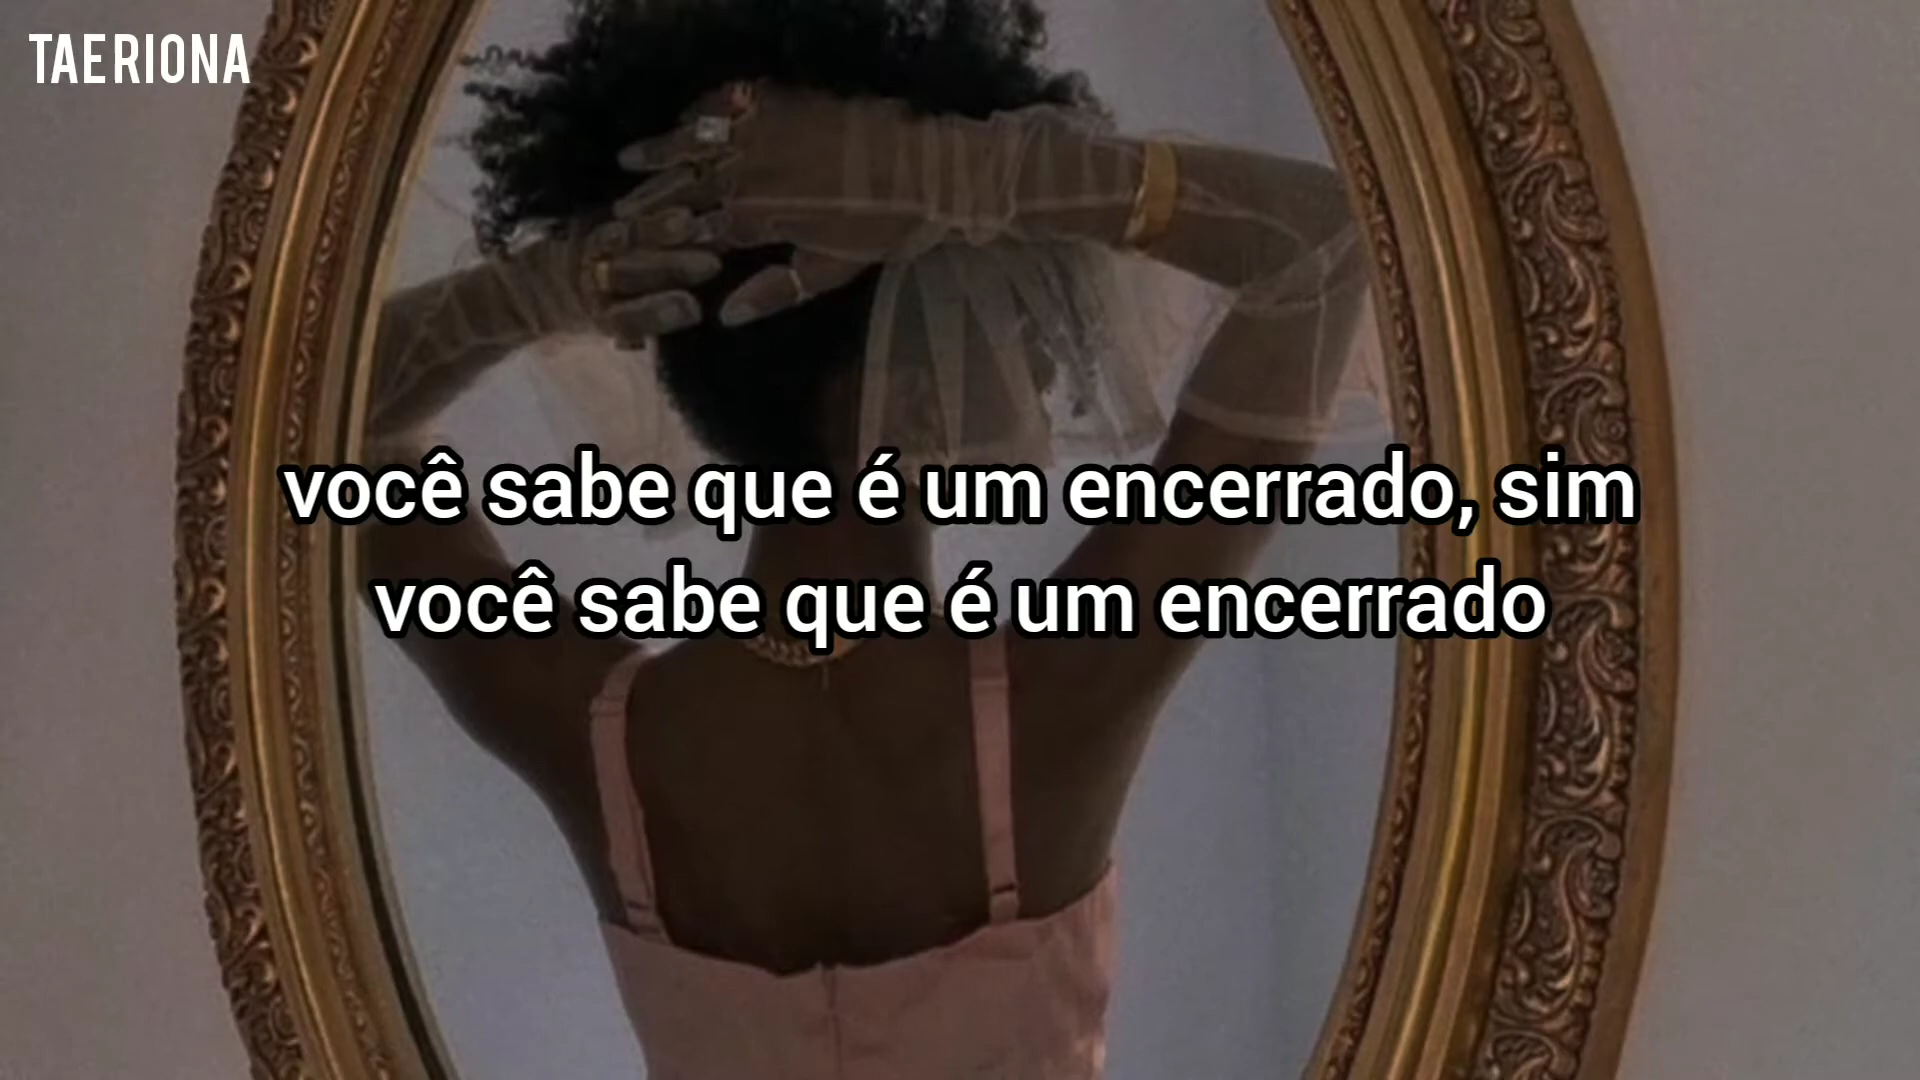 TAERIONA
você sabe que é um encerrado, sim
você sabe que é um encerrado